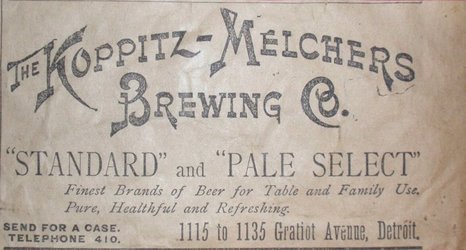 THE KOPPITZ-MELCHERS
BREWING CO.
"STANDARD" and "PALE SELECT"
Finest Brands of Beer for Table and Family Use.
Pure, Healthful and Refreshing.
SEND FOR A CASE.
TELEPHONE 410.
1115 to 1135 Gratiot Avenue, Detroit.